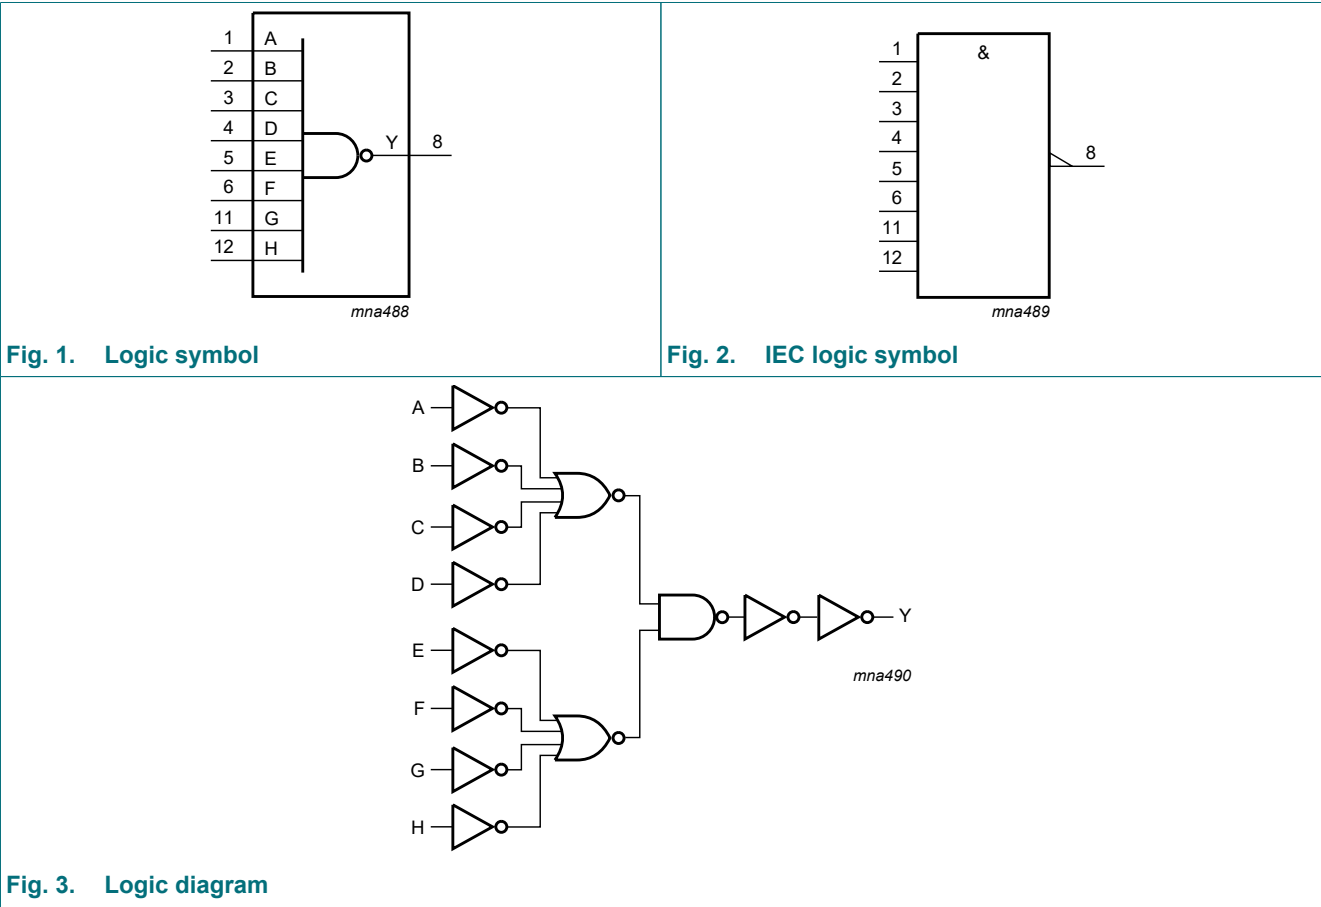 1 A
2 B
3 C
4 D
5 E
6 F
11 G
12 H
Y 8
mna488
Fig. 1. Logic symbol
&
1
2
3
4
5
6
11
12
8
mna489
Fig. 2. IEC logic symbol
A
B
C
D
E
F
G
H
Y
mna490
Fig. 3. Logic diagram